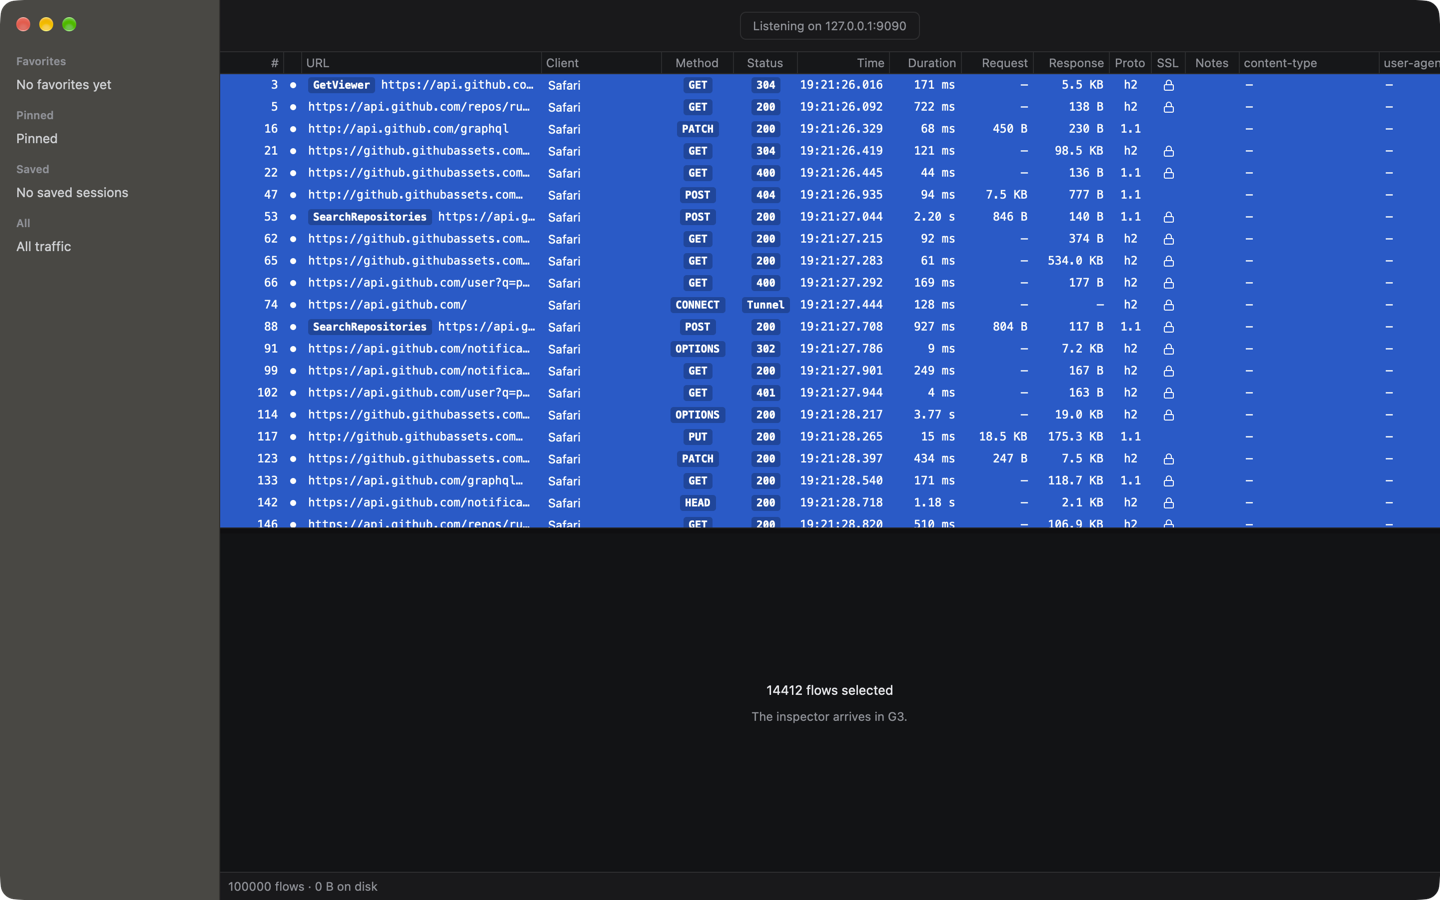 Listening on 127.0.0.1:9090
Favorites
No favorites yet
Pinned
Pinned
Saved
No saved sessions
All
All traffic
# URL Client Method Status Time Duration Request Response Proto SSL Notes content-type user-agen
3 GetViewer https://api.github.co… Safari GET 304 19:21:26.016 171 ms — 5.5 KB h2 — —
5 https://api.github.com/repos/ru… Safari GET 200 19:21:26.092 722 ms — 138 B h2 — —
16 http://api.github.com/graphql Safari PATCH 200 19:21:26.329 68 ms 450 B 230 B 1.1 — —
21 https://github.githubassets.com… Safari GET 304 19:21:26.419 121 ms — 98.5 KB h2 — —
22 https://github.githubassets.com… Safari GET 400 19:21:26.445 44 ms — 136 B 1.1 — —
47 http://github.githubassets.com… Safari POST 404 19:21:26.935 94 ms 7.5 KB 777 B 1.1 — —
53 SearchRepositories https://api.g… Safari POST 200 19:21:27.044 2.20 s 846 B 140 B 1.1 — —
62 https://github.githubassets.com… Safari GET 200 19:21:27.215 92 ms — 374 B h2 — —
65 https://github.githubassets.com… Safari GET 200 19:21:27.283 61 ms — 534.0 KB h2 — —
66 https://api.github.com/user?q=p… Safari GET 400 19:21:27.292 169 ms — 177 B h2 — —
74 https://api.github.com/ Safari CONNECT Tunnel 19:21:27.444 128 ms — — h2 — —
88 SearchRepositories https://api.g… Safari POST 200 19:21:27.708 927 ms 804 B 117 B 1.1 — —
91 https://api.github.com/notifica… Safari OPTIONS 302 19:21:27.786 9 ms — 7.2 KB h2 — —
99 https://api.github.com/notifica… Safari GET 200 19:21:27.901 249 ms — 167 B h2 — —
102 https://api.github.com/user?q=p… Safari GET 401 19:21:27.944 4 ms — 163 B h2 — —
114 https://github.githubassets.com… Safari OPTIONS 200 19:21:28.217 3.77 s — 19.0 KB h2 — —
117 http://github.githubassets.com… Safari PUT 200 19:21:28.265 15 ms 18.5 KB 175.3 KB 1.1 — —
123 https://githubgithubassets.com… Safari PATCH 200 19:21:28.397 434 ms 247 B 7.5 KB h2 — —
133 https://api.github.com/graphql… Safari GET 200 19:21:28.540 171 ms — 118.7 KB 1.1 — —
142 https://api.github.com/notifica… Safari HEAD 200 19:21:28.718 1.18 s — 2.1 KB h2 — —
146 https://api.github.com/repos/ru… Safari GET 200 19:21:28.820 510 ms — 106.9 KB h2 — —
14412 flows selected
The inspector arrives in G3.
100000 flows · 0 B on disk